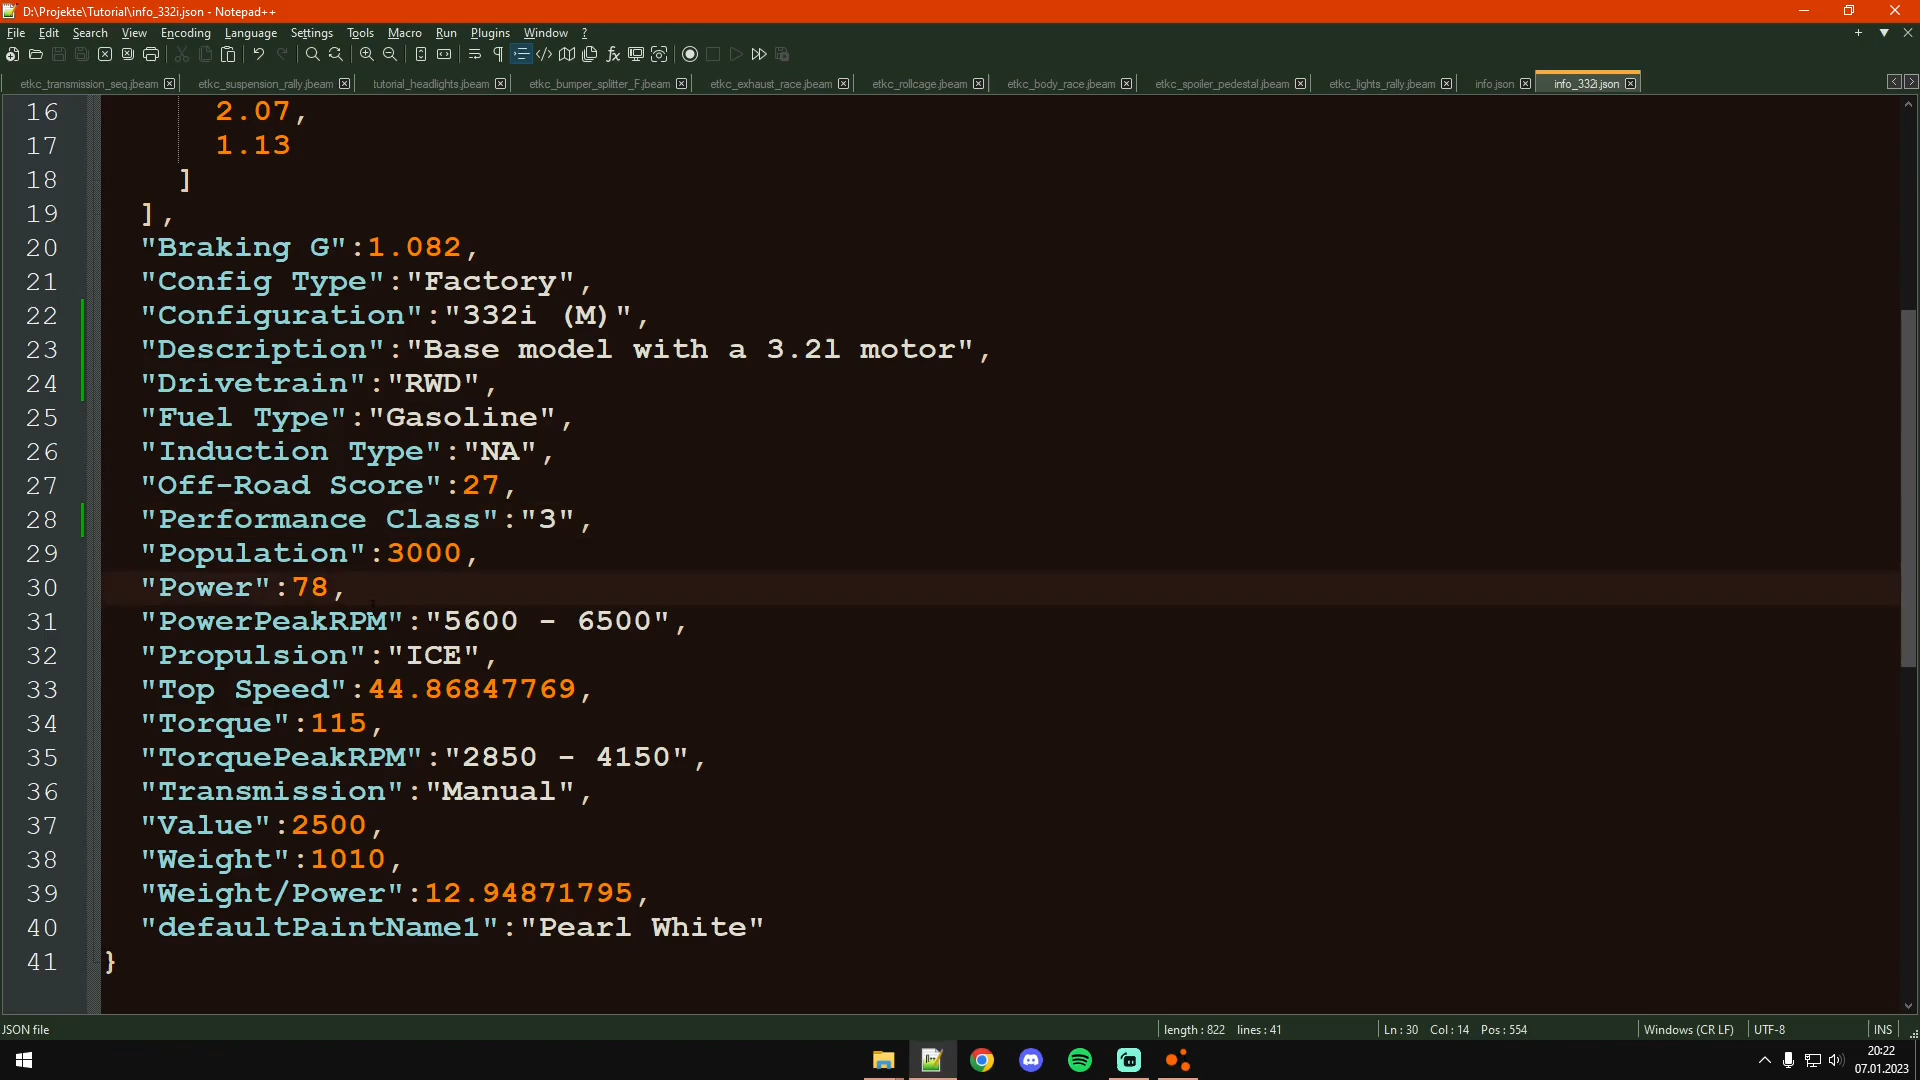 D:\Projekte\Tutorial\info_332i.json - Notepad++
File Edit Search View Encoding Language Settings Tools Macro Run Plugins Window ?
etkc_transmission_seq.jbeam etkc_suspension_rally.jbeam tutorial_headlights.jbeam etkc_bumper_splitter_F.jbeam etkc_exhaust_race.jbeam etkc_rollcage.jbeam etkc_body_race.jbeam etkc_spoiler_pedestal.jbeam etkc_lights_rally.jbeam info.json info_332i.json
16 2.07,
17 1.13
18 ]
19 ],
20 "Braking G":1.082,
21 "Config Type":"Factory",
22 "Configuration":"332i (M)",
23 "Description":"Base model with a 3.2l motor",
24 "Drivetrain":"RWD",
25 "Fuel Type":"Gasoline",
26 "Induction Type":"NA",
27 "Off-Road Score":27,
28 "Performance Class":"3",
29 "Population":3000,
30 "Power":78,
31 "PowerPeakRPM":"5600 - 6500",
32 "Propulsion":"ICE",
33 "Top Speed":44.86847769,
34 "Torque":115,
35 "TorquePeakRPM":"2850 - 4150",
36 "Transmission":"Manual",
37 "Value":2500,
38 "Weight":1010,
39 "Weight/Power":12.94871795,
40 "defaultPaintName1":"Pearl White"
41 }
JSON file length : 822 lines : 41 Ln : 30 Col : 14 Pos : 554 Windows (CR LF) UTF-8 INS
20:22
07.01.2023